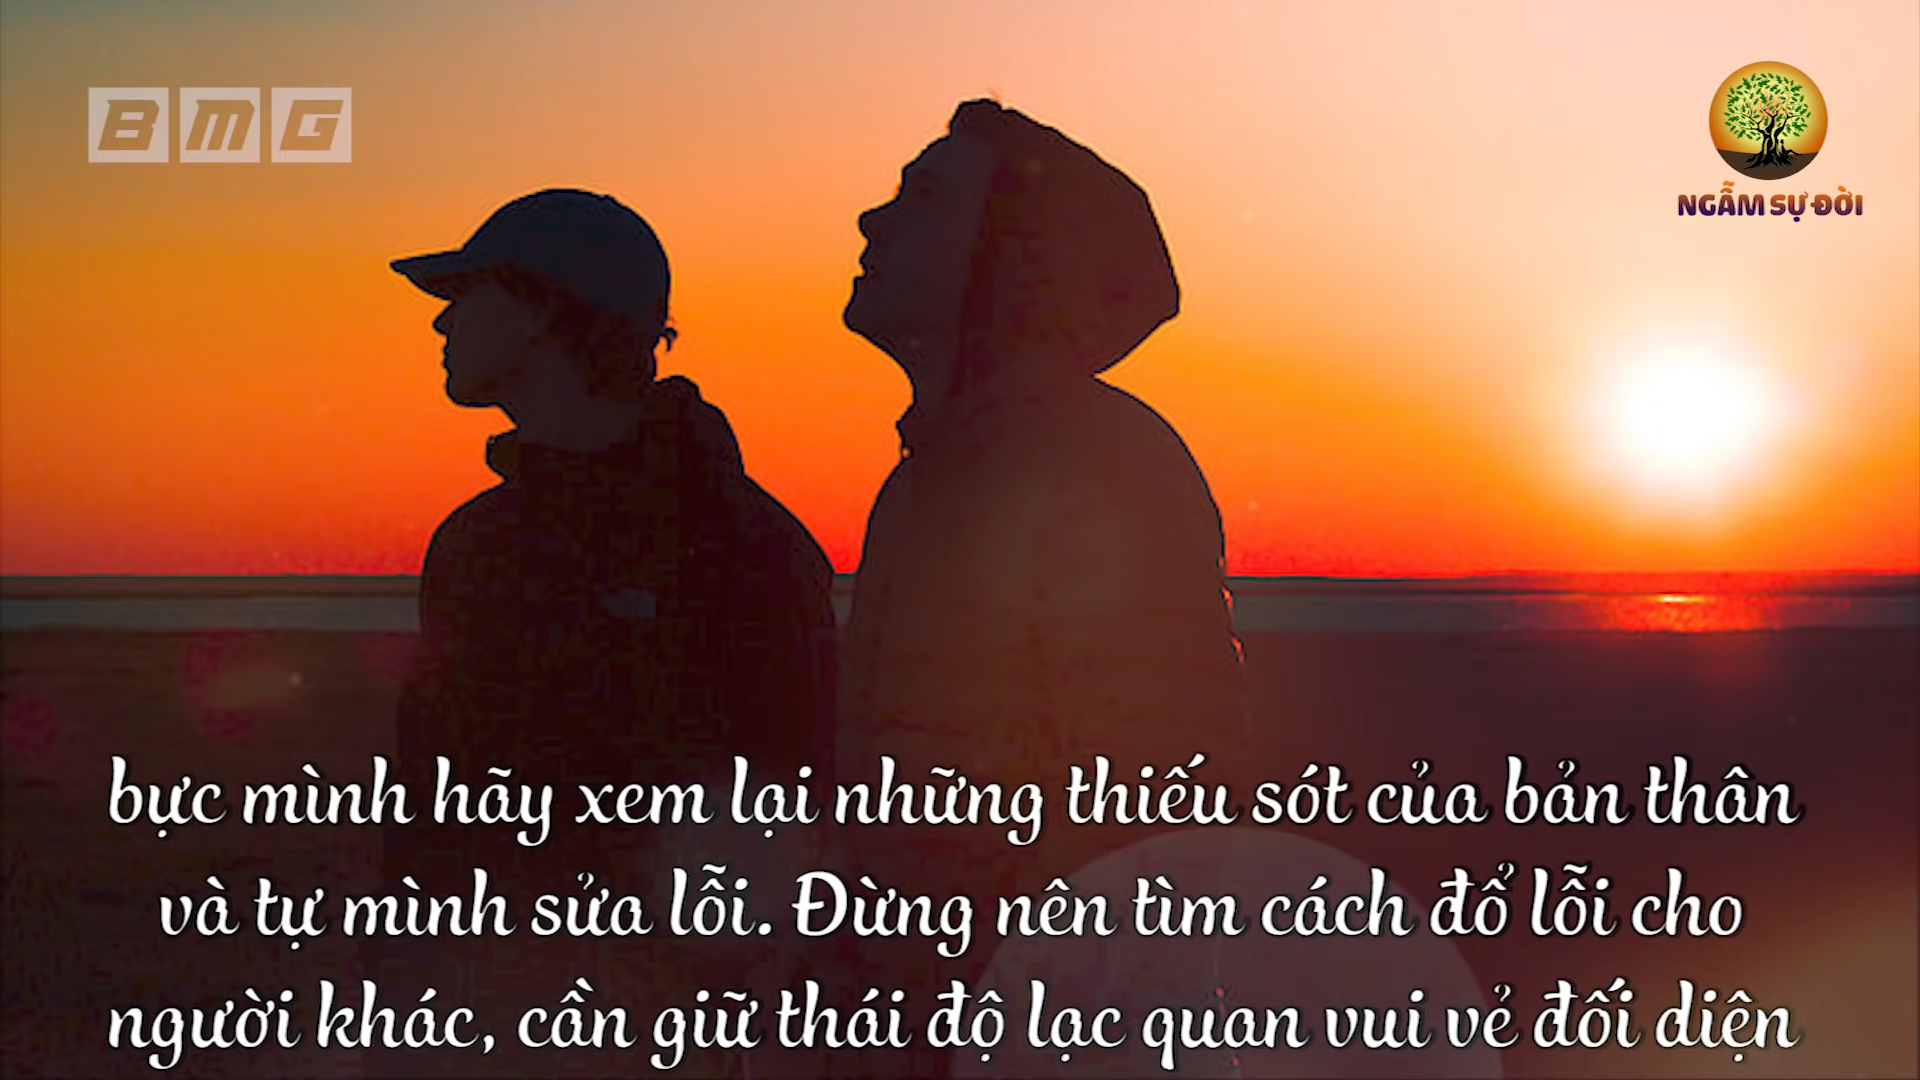 BMG
NGẪM SỰ ĐỜI
bực mình hãy xem lại những thiếu sót của bản thân
và tự mình sửa lỗi. Đừng nên tìm cách đổ lỗi cho
người khác, cần giữ thái độ lạc quan vui vẻ đối diện